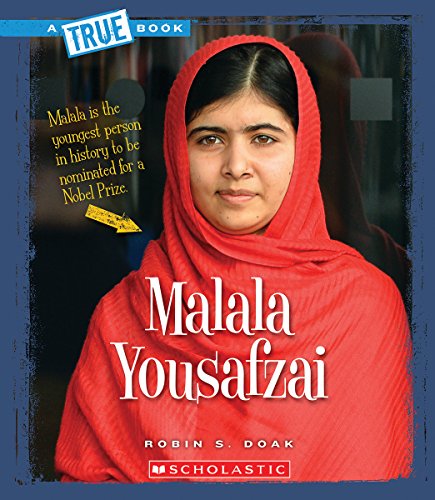 A TRUE BOOK
Malala is the
youngest person
in history to be
nominated for a
Nobel Prize.
Malala
Yousafzai
ROBIN S. DOAK
SCHOLASTIC